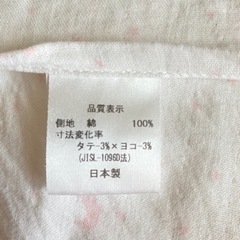 品質表示
側地 綿 100%
寸法変化率
タテ-3%×ヨコ-3%
(JISL-1096D法)
日本製